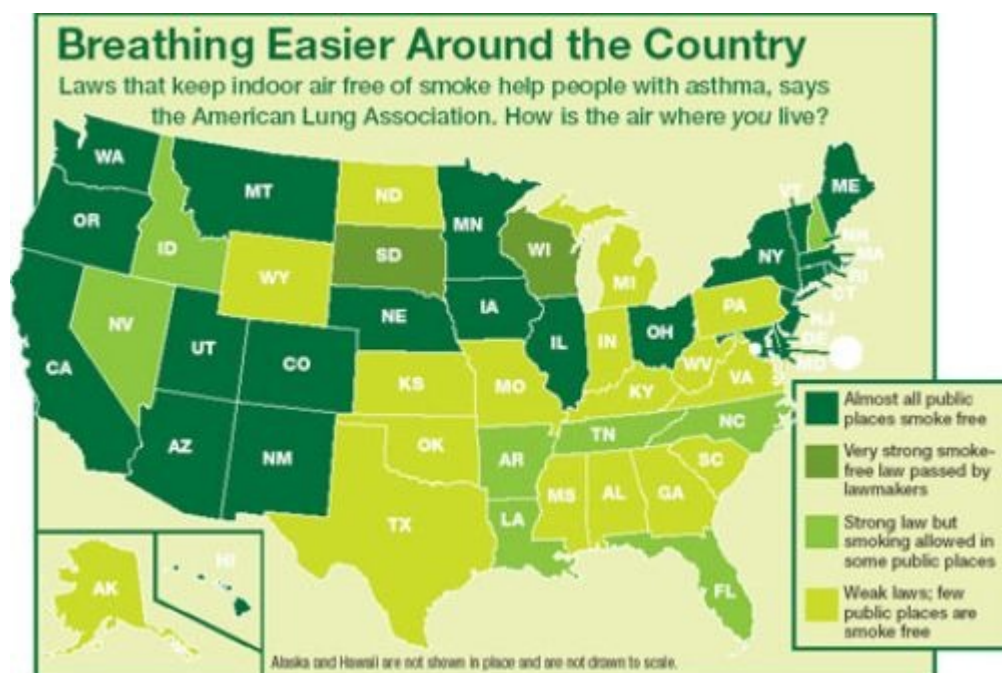 Breathing Easier Around the Country
Laws that keep indoor air free of smoke help people with asthma, says
the American Lung Association. How is the air where you live?
WA
MT
ND
MN
VT
ME
OR
ID
SD
WI
NY
NH
MA
WY
MI
RI
CT
NV
NE
IA
PA
NJ
CA
UT
CO
IL
IN
OH
DE
MD
WV
VA
KS
MO
KY
AZ
NM
OK
AR
TN
NC
SC
TX
LA
MS
AL
GA
FL
AK
HI
Almost all public
places smoke free
Very strong smoke-
free law passed by
lawmakers
Strong law but
smoking allowed in
some public places
Weak laws; few
public places are
smoke free
Alaska and Hawaii are not shown in place and are not drawn to scale.